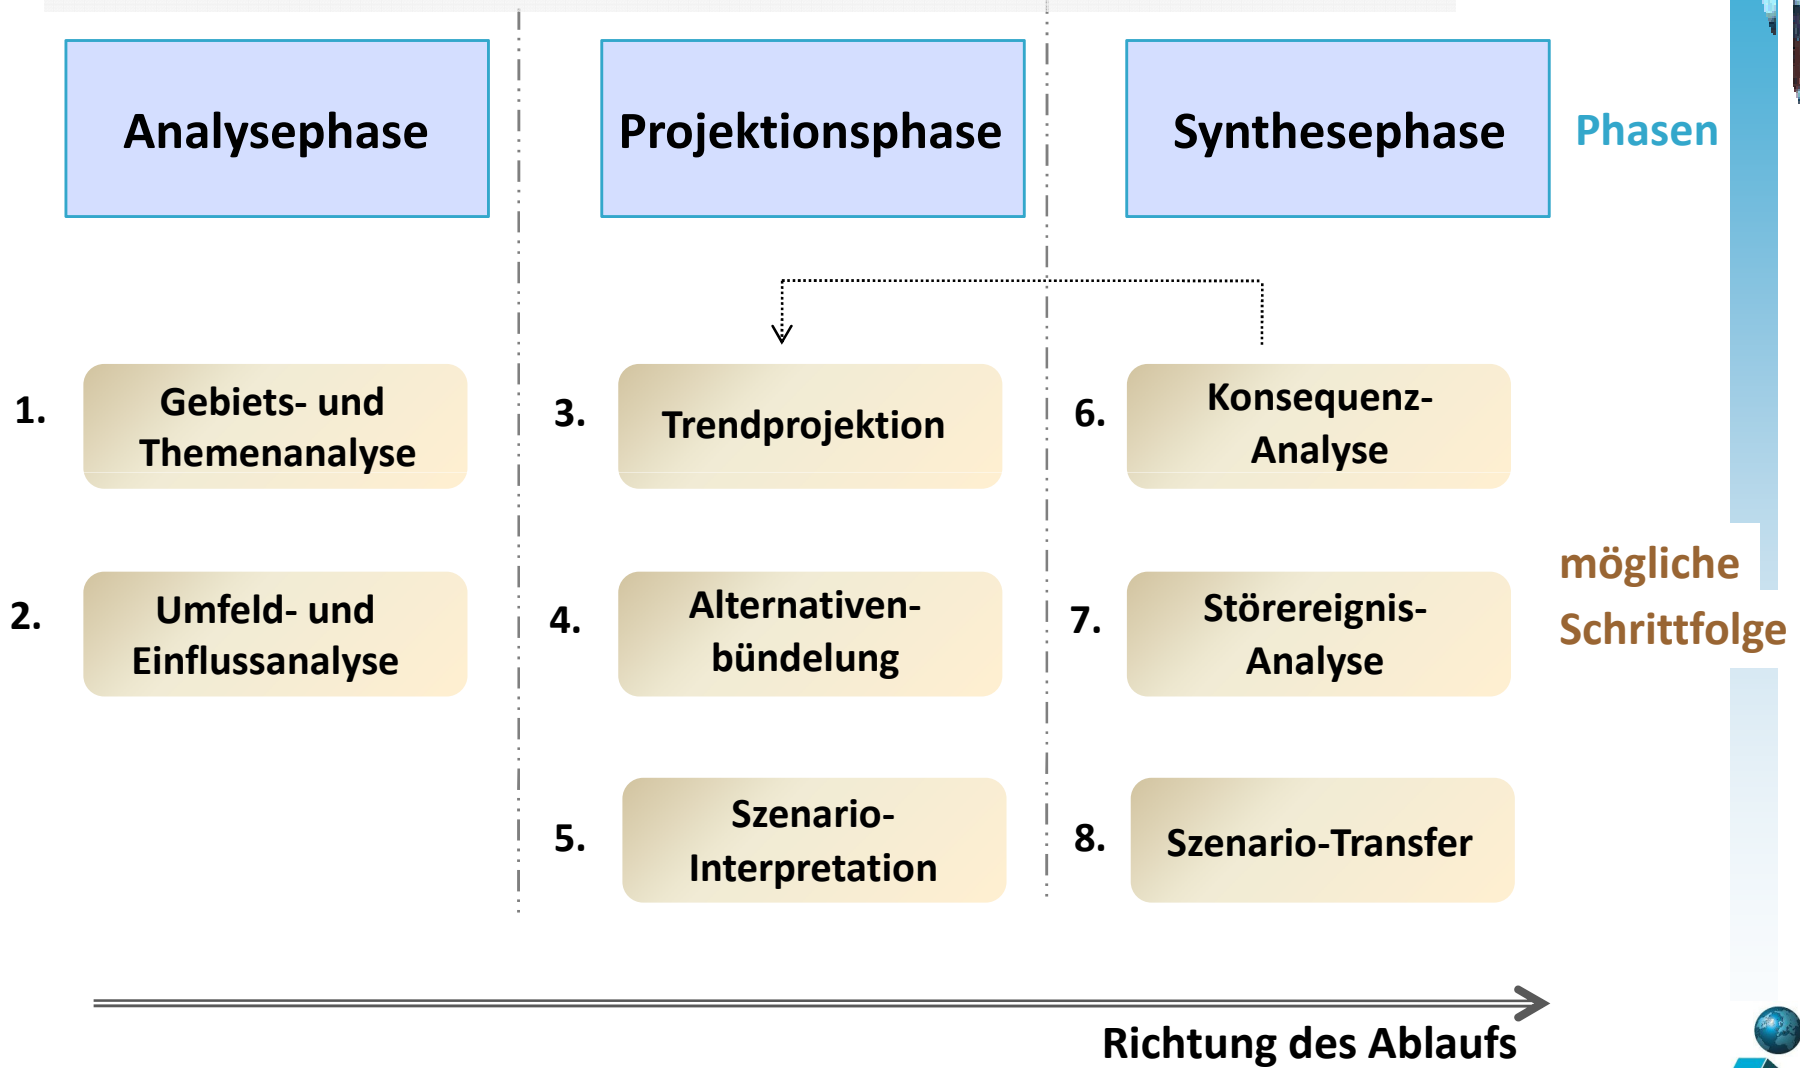 Analysephase
Projektionsphase
Synthesephase
Phasen
1.
Gebiets- und
Themenanalyse
2.
Umfeld- und
Einflussanalyse
3.
Trendprojektion
4.
Alternativen-
bündelung
5.
Szenario-
Interpretation
6.
Konsequenz-
Analyse
7.
Störereignis-
Analyse
8.
Szenario-Transfer
mögliche
Schrittfolge
Richtung des Ablaufs